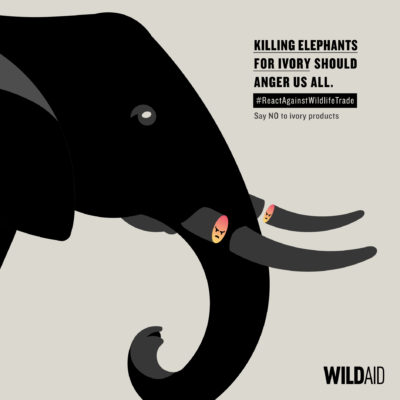 KILLING ELEPHANTS
FOR IVORY SHOULD
ANGER US ALL.
#ReactAgainstWildlifeTrade
Say NO to ivory products
WILDAID